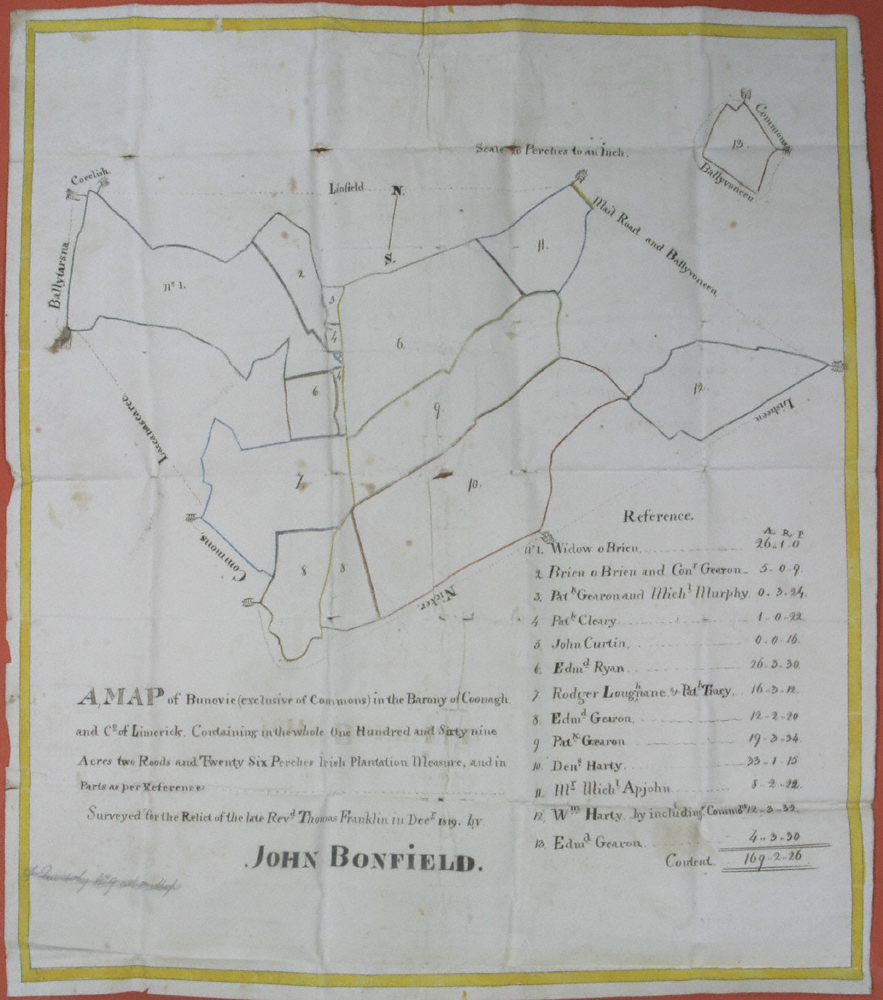 Scale 20 Perches to an Inch.
Commons
13.
Ballyvoneen
Corelish.
Linfield
N.
S.
Mail Road and Ballyvoneen.
Ballytarsna
nº 1.
2
11.
3
4
6.
4
6
9.
12.
Lisheen.
7.
10.
Commons,
8
8
Nicker.
Reference.
A. R. P.
nº 1. Widow o Brien. 26-1-0
2 Brien o Brien and Conr Gearon 5-0-9.
3. Patk Gearon and Michl Murphy. 0.3.24.
4 Patk Cleary. 1-0-22.
5. John Curtin. 0-0-16.
6. Edmd Ryan. 26-3-30.
7. Rodger Loughnane & Patk Tracy. 16-3-12.
8. Edmd Gearon. 12-2-20
9 Patk Gearon 19-3-34.
10. Dens Harty. 33-1-15
11. Mr Michl Apjohn. 8-2-22.
12. Wm Harty. by including Commons 12-3-32.
13. Edmd Gearon. 4-3-30
Content. 169-2-26
A, MAP of Bunovie (exclusive of Commons) in the Barony of Coonagh
and Co of Limerick, Containing in the whole One Hundred and Sixty nine
Acres two Roods and Twenty Six Perches Irish Plantation Measure, and in
Parts as per Reference
Surveyed for the Relict of the late Revd Thomas Franklin in Decr 1819. by
JOHN BONFIELD.